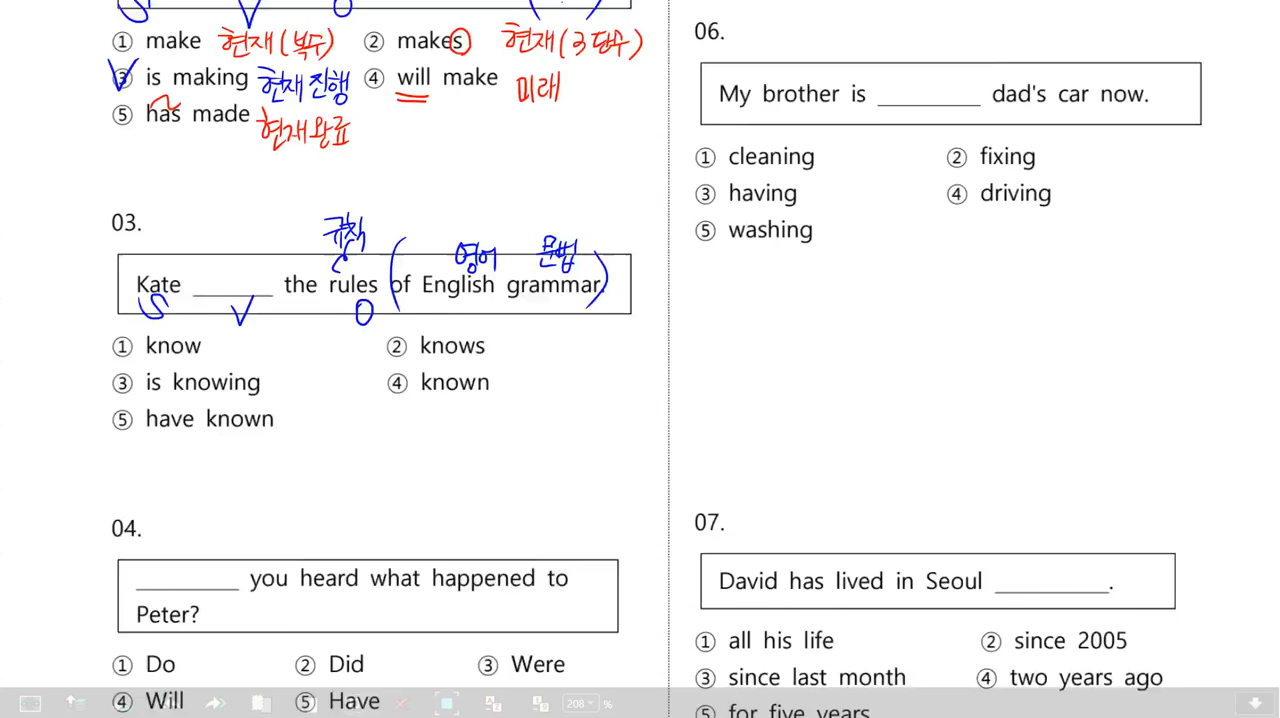 S V O ( )
① make 현재(복수) ② makes 현재(3단수)
V
③ is making 현재진행 ④ will make 미래
⑤ has made 현재완료
03.
규칙 영어 문법
Kate ________ the rules (of English grammar.)
S V O
① know ② knows
③ is knowing ④ known
⑤ have known
04.
__________ you heard what happened to
Peter?
① Do ② Did ③ Were
④ Will ⑤ Have
06.
My brother is __________ dad's car now.
① cleaning ② fixing
③ having ④ driving
⑤ washing
07.
David has lived in Seoul ___________.
① all his life ② since 2005
③ since last month ④ two years ago
⑤ for five years
208 %